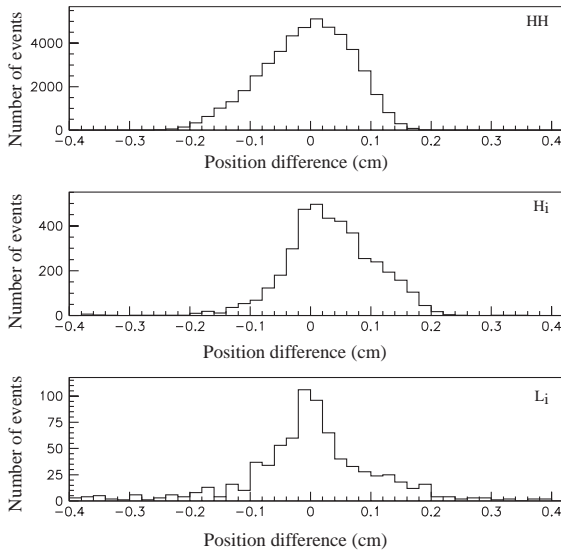 HH
Number of events
4000
2000
0
-0.4 -0.3 -0.2 -0.1 0 0.1 0.2 0.3 0.4
Position difference (cm)
Hi
Number of events
400
200
0
-0.4 -0.3 -0.2 -0.1 0 0.1 0.2 0.3 0.4
Position difference (cm)
Li
Number of events
100
75
50
25
0
-0.4 -0.3 -0.2 -0.1 0 0.1 0.2 0.3 0.4
Position difference (cm)